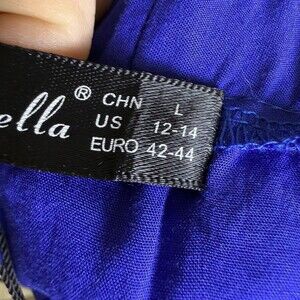 ella ®
CHN L
US 12-14
EURO 42-44